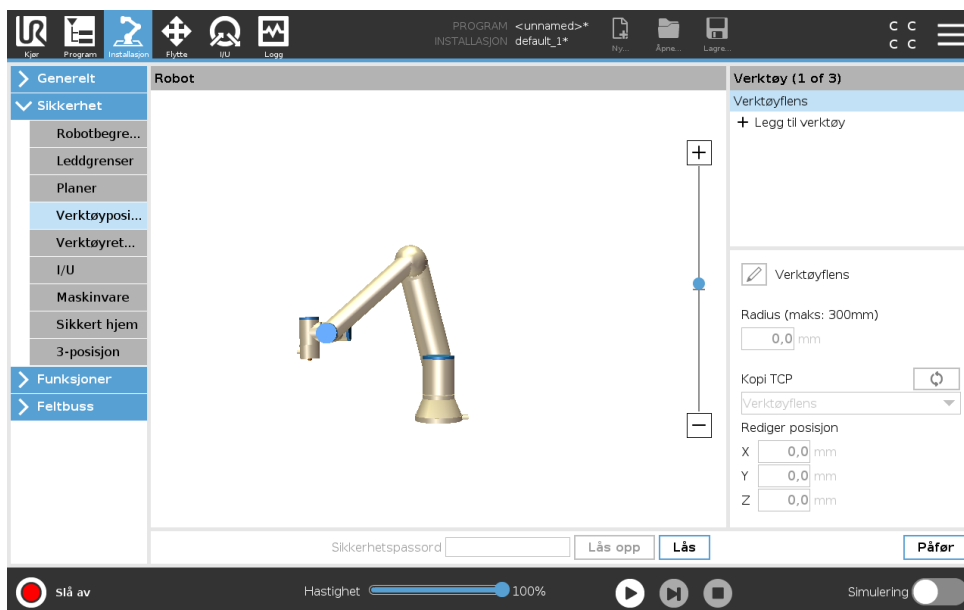 UR
PROGRAM <unnamed>*
INSTALLASJON default_1*
Kjør Program Installasjon Flytte I/U Logg
Ny... Åpne... Lagre...
C C
C C
Generelt
Sikkerhet
Robotbegre...
Leddgrenser
Planer
Verktøyposi...
Verktøyret...
I/U
Maskinvare
Sikkert hjem
3-posisjon
Funksjoner
Feltbuss
Robot
Verktøy (1 of 3)
Verktøyflens
+ Legg til verktøy
Verktøyflens
Radius (maks: 300mm)
0,0 mm
Kopi TCP
Verktøyflens
Rediger posisjon
X 0,0 mm
Y 0,0 mm
Z 0,0 mm
Sikkerhetspassord Lås opp Lås Påfør
Slå av Hastighet 100% Simulering